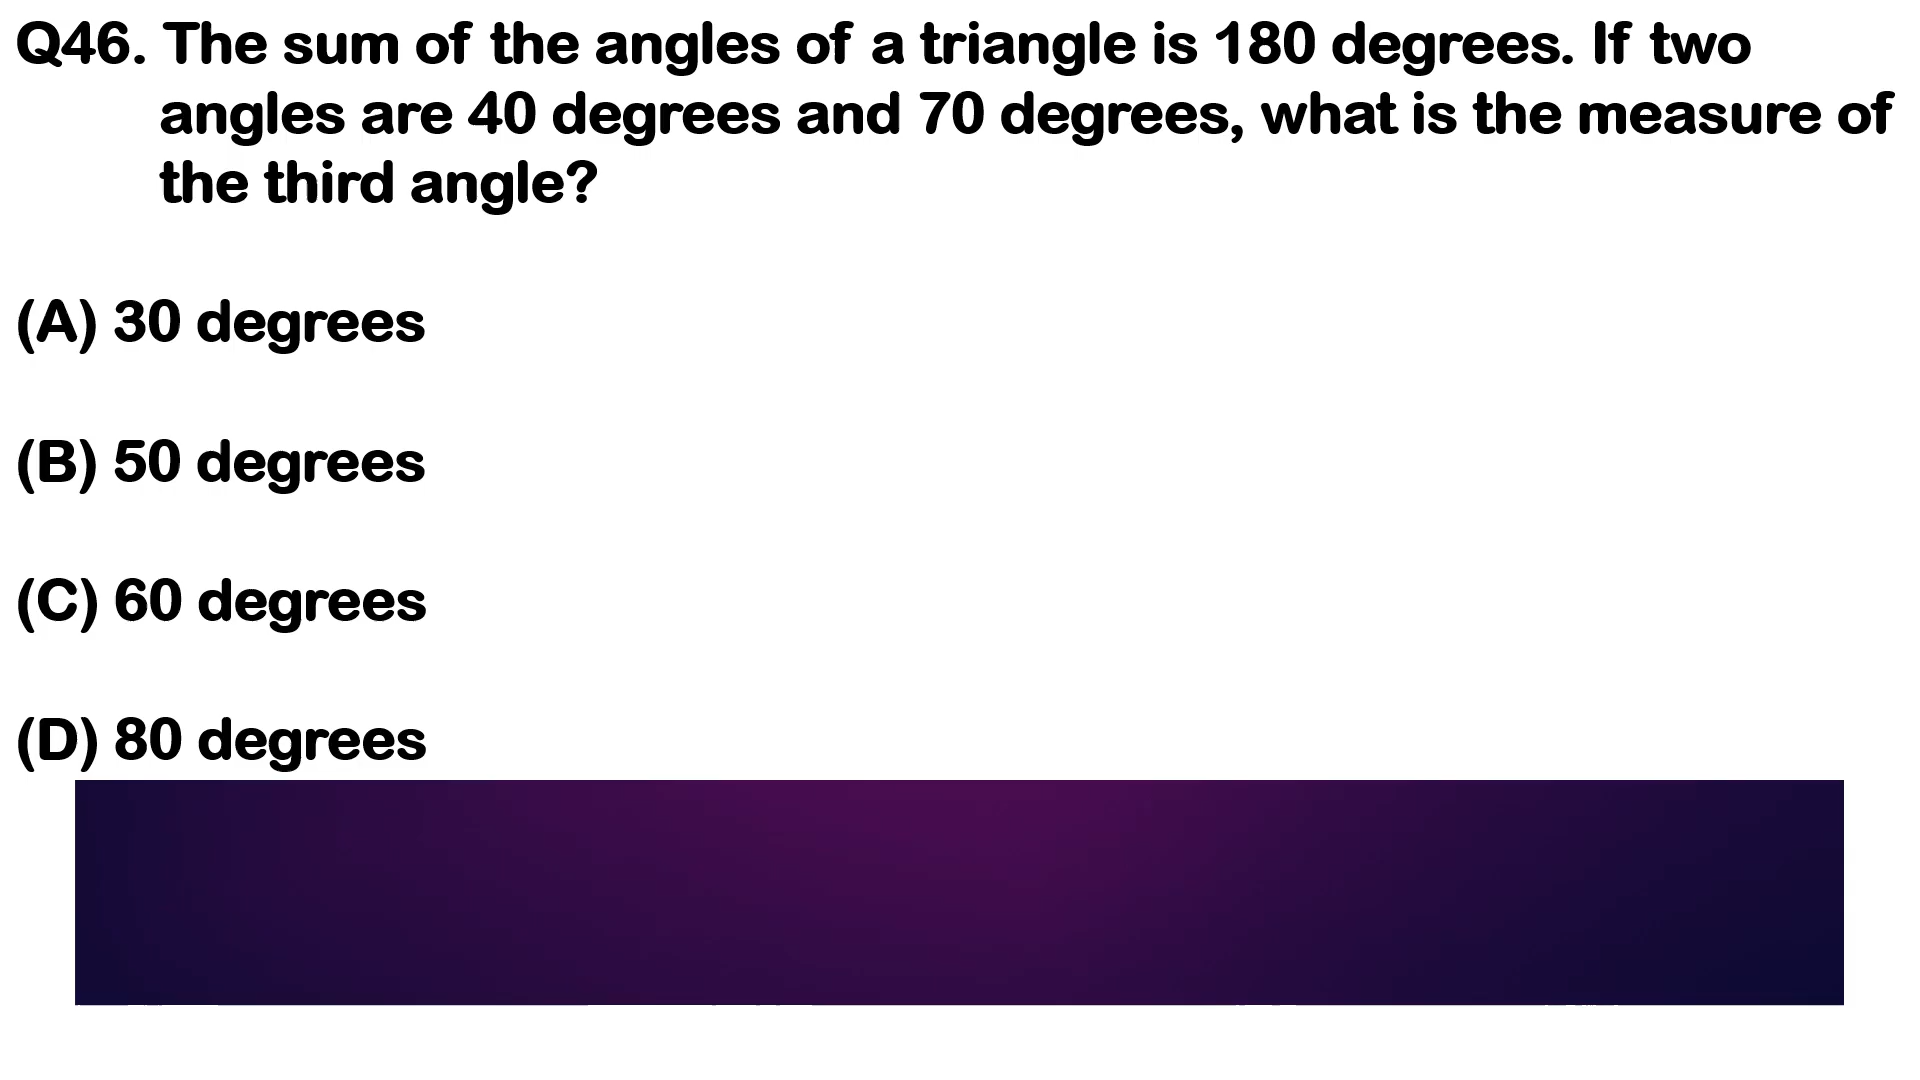 Q46. The sum of the angles of a triangle is 180 degrees. If two
angles are 40 degrees and 70 degrees, what is the measure of
the third angle?
(A) 30 degrees
(B) 50 degrees
(C) 60 degrees
(D) 80 degrees